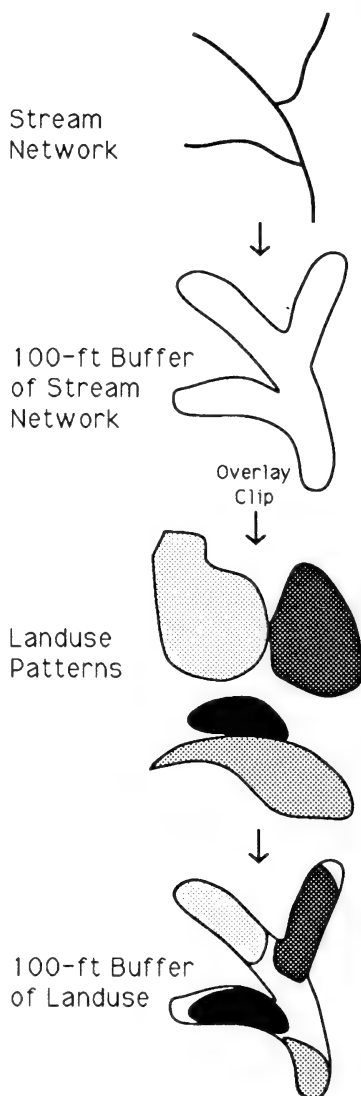 Stream
Network
100-ft Buffer
of Stream
Network
Overlay
Clip
Landuse
Patterns
100-ft Buffer
of Landuse